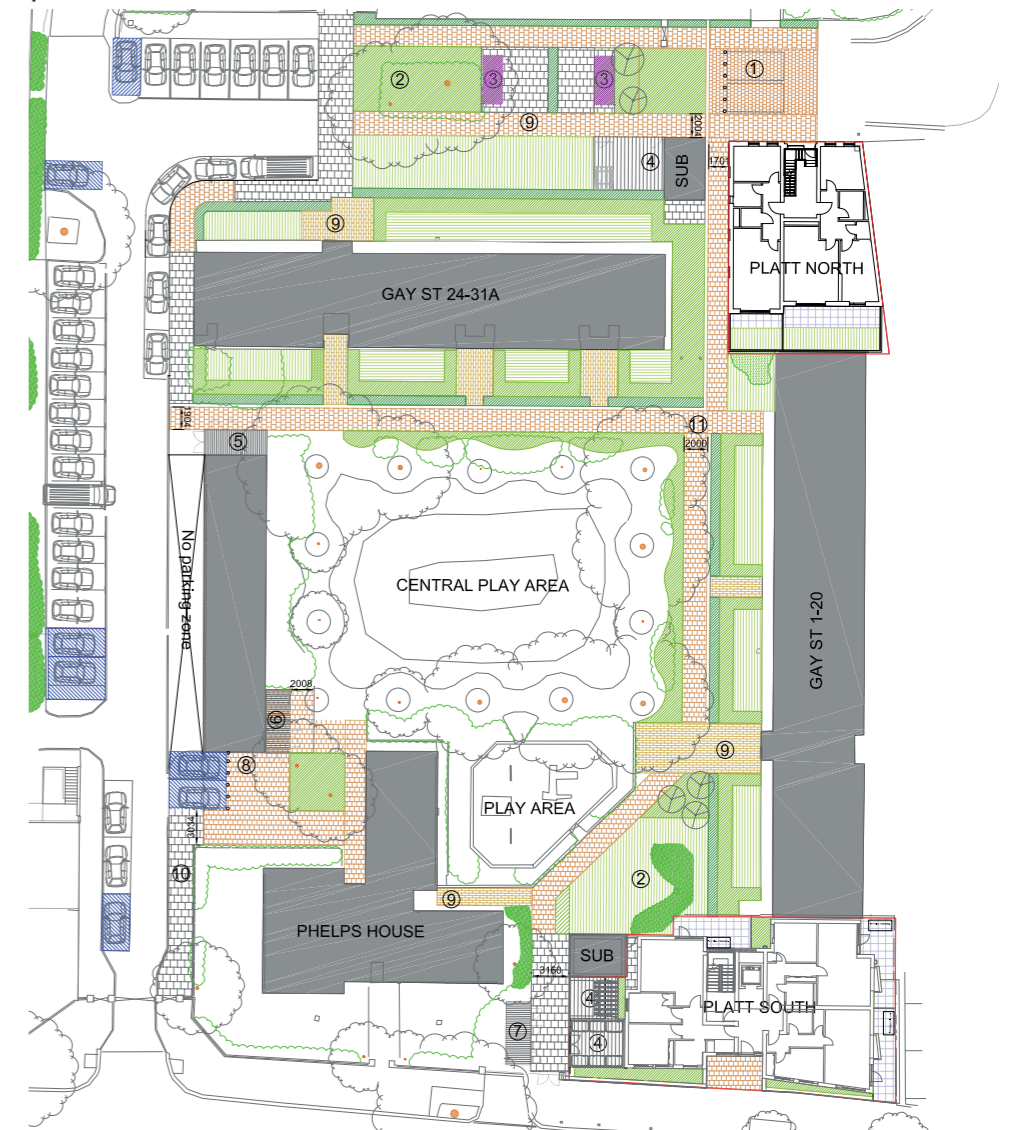 ①
②
③
③
⑨
2004
④
SUB
1701
PLATT NORTH
⑨
GAY ST 24-31A
1904
⑪
⑤
2000
No parking zone
CENTRAL PLAY AREA
GAY ST 1-20
2008
⑥
⑨
⑧
PLAY AREA
3034
⑩
②
⑨
PHELPS HOUSE
SUB
3160
④
PLATT SOUTH
⑦
④